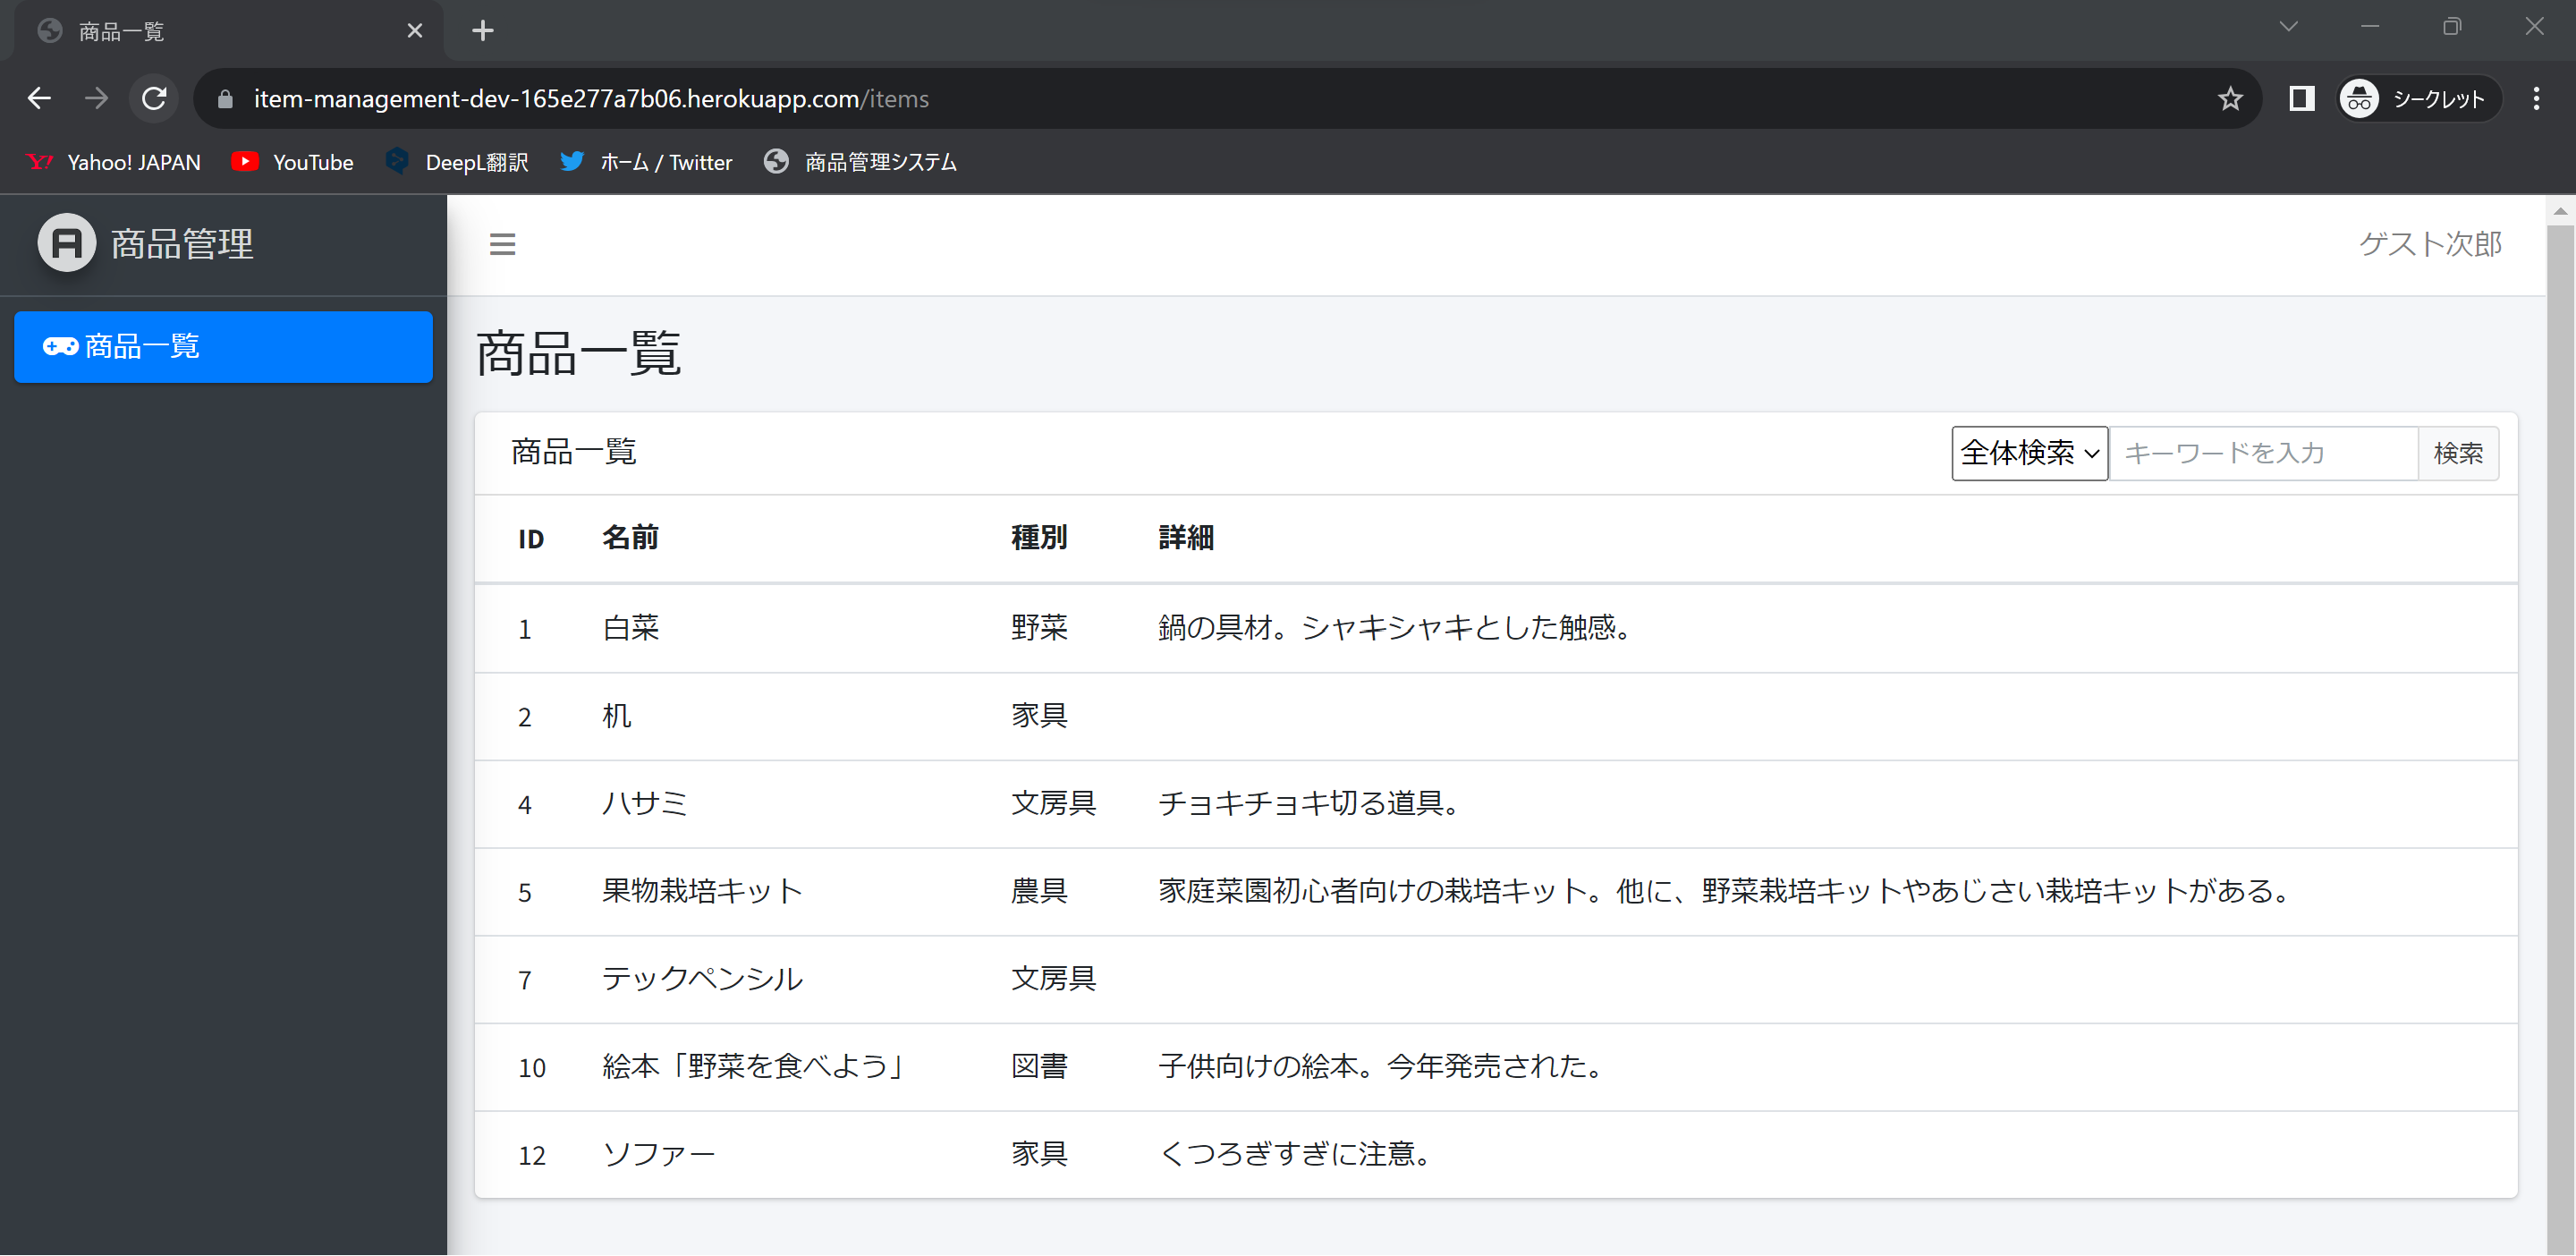 商品一覧
item-management-dev-165e277a7b06.herokuapp.com/items
シークレット
Yahoo! JAPAN YouTube DeepL翻訳 ホーム / Twitter 商品管理システム
商品管理
ゲスト次郎
商品一覧
商品一覧
商品一覧 全体検索 キーワードを入力 検索
ID 名前 種別 詳細
1 白菜 野菜 鍋の具材。シャキシャキとした触感。
2 机 家具
4 ハサミ 文房具 チョキチョキ切る道具。
5 果物栽培キット 農具 家庭菜園初心者向けの栽培キット。他に、野菜栽培キットやあじさい栽培キットがある。
7 テックペンシル 文房具
10 絵本「野菜を食べよう」 図書 子供向けの絵本。今年発売された。
12 ソファー 家具 くつろぎすぎに注意。